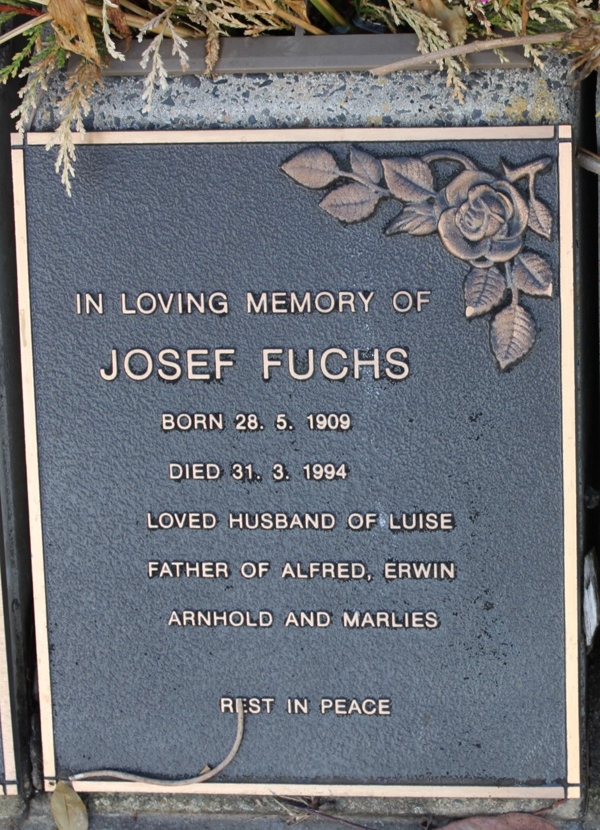 IN LOVING MEMORY OF
JOSEF FUCHS
BORN 28. 5. 1909
DIED 31. 3. 1994
LOVED HUSBAND OF LUISE
FATHER OF ALFRED, ERWIN
ARNHOLD AND MARLIES
REST IN PEACE